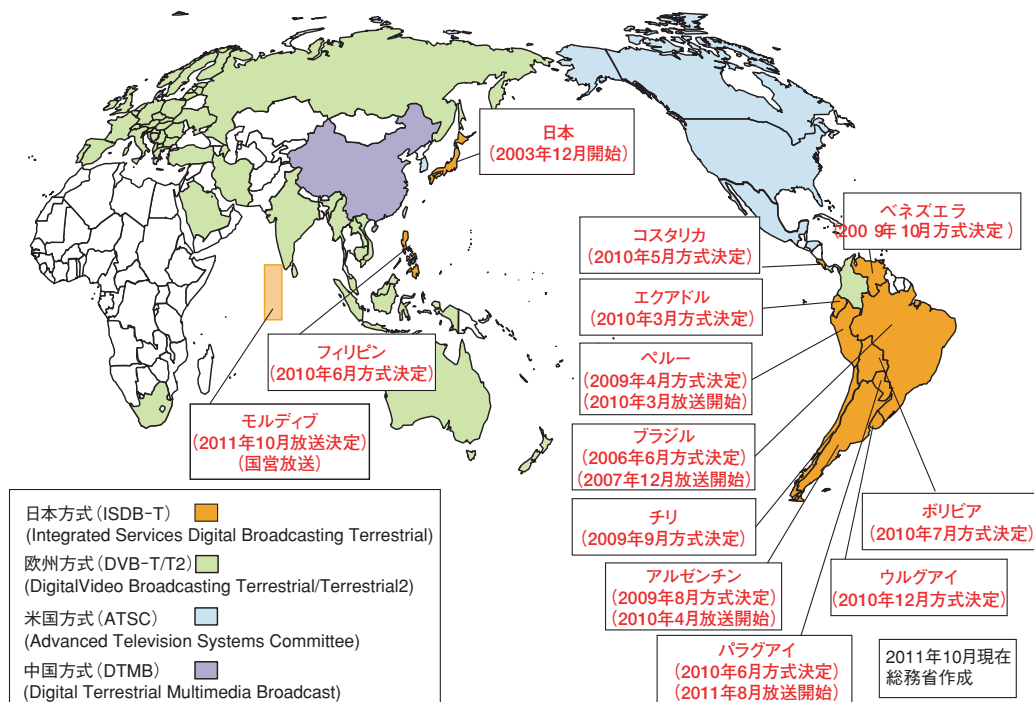 日本
(2003年12月開始)
ベネズエラ
(2009年10月方式決定)
コスタリカ
(2010年5月方式決定)
エクアドル
(2010年3月方式決定)
フィリピン
(2010年6月方式決定)
ペルー
(2009年4月方式決定)
(2010年3月放送開始)
モルディブ
(2011年10月放送決定)
(国営放送)
ブラジル
(2006年6月方式決定)
(2007年12月放送開始)
チリ
(2009年9月方式決定)
ボリビア
(2010年7月方式決定)
アルゼンチン
(2009年8月方式決定)
(2010年4月放送開始)
ウルグアイ
(2010年12月方式決定)
パラグアイ
(2010年6月方式決定)
(2011年8月放送開始)
2011年10月現在
総務省作成
日本方式(ISDB-T)
(Integrated Services Digital Broadcasting Terrestrial)
欧州方式(DVB-T/T2)
(DigitalVideo Broadcasting Terrestrial/Terrestrial2)
米国方式(ATSC)
(Advanced Television Systems Committee)
中国方式(DTMB)
(Digital Terrestrial Multimedia Broadcast)